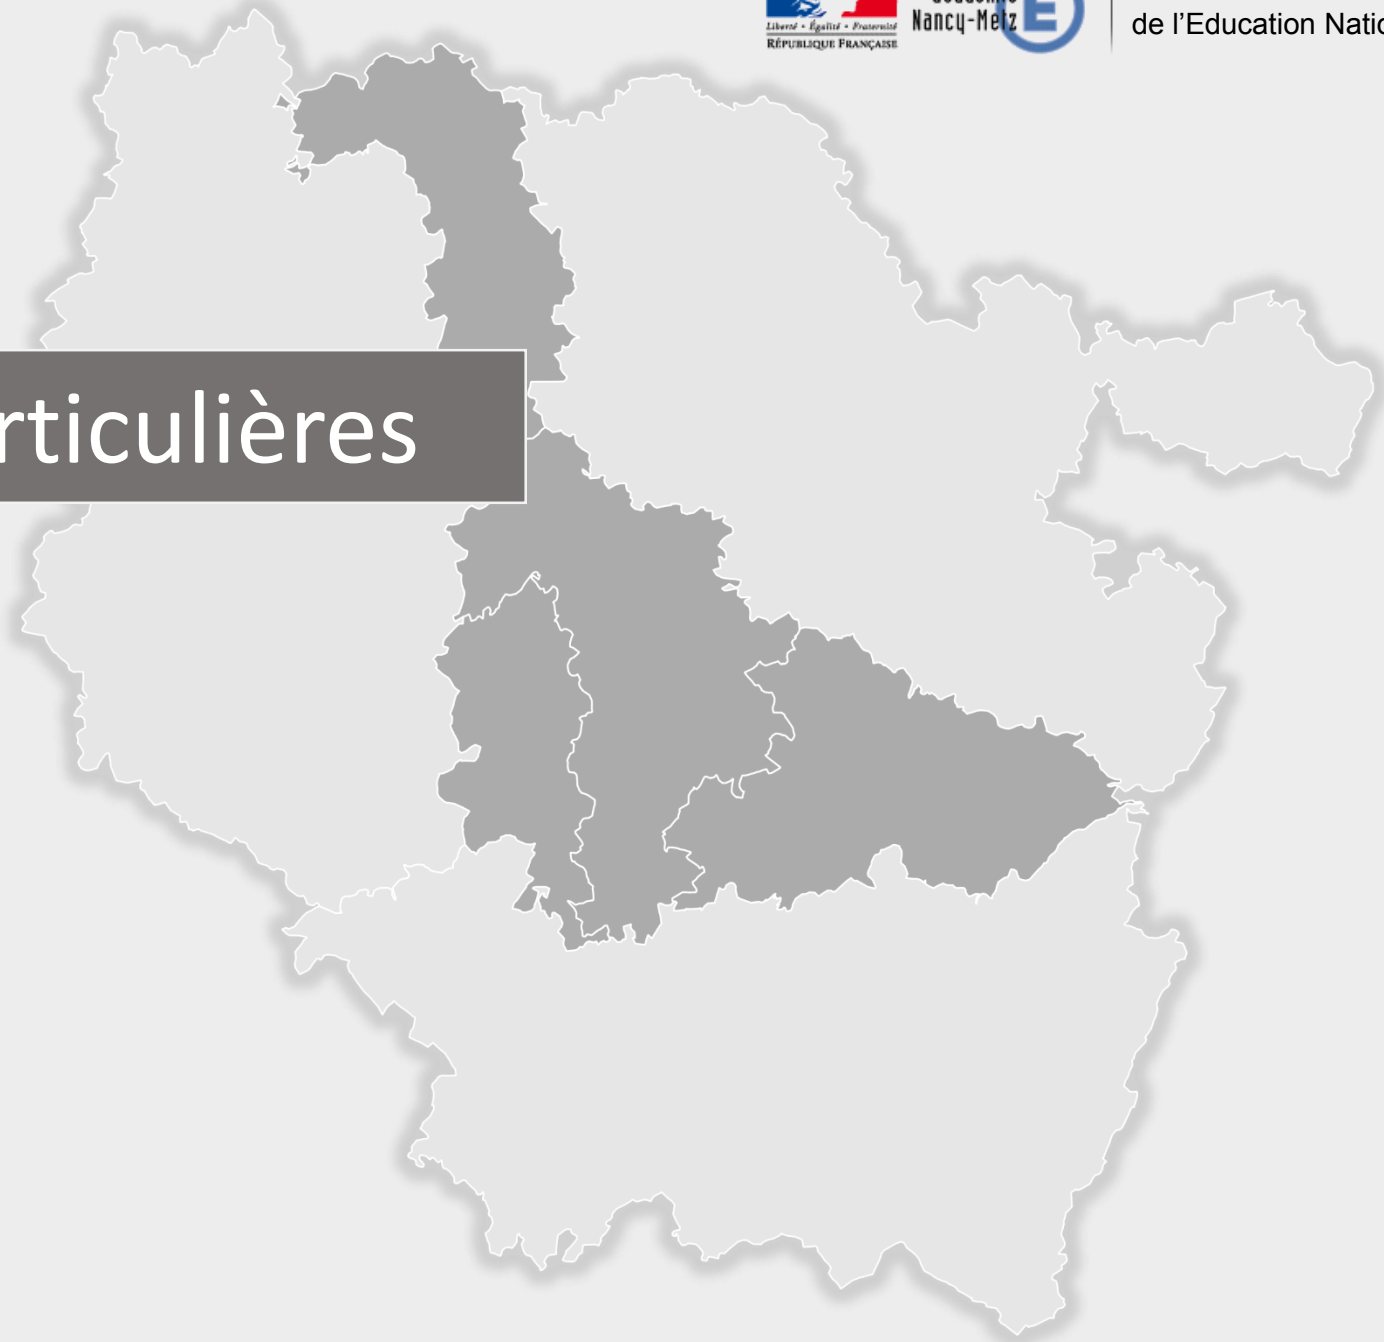 Liberté • Égalité • Fraternité
RÉPUBLIQUE FRANÇAISE
Nancy-Metz
E
de l'Education Natio
rticulières